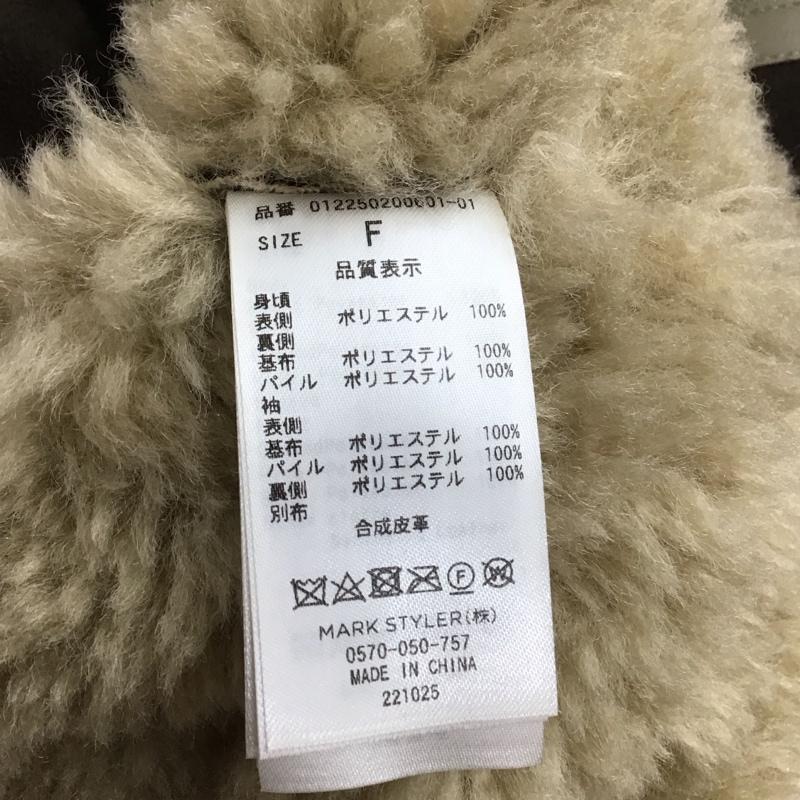 品番 012250200601-01
SIZE F
品質表示
身頃
表側 ポリエステル 100%
裏側
基布 ポリエステル 100%
パイル ポリエステル 100%
袖
表側
基布 ポリエステル 100%
パイル ポリエステル 100%
裏側 ポリエステル 100%
別布
合成皮革
MARK STYLER(株)
0570-050-757
MADE IN CHINA
221025